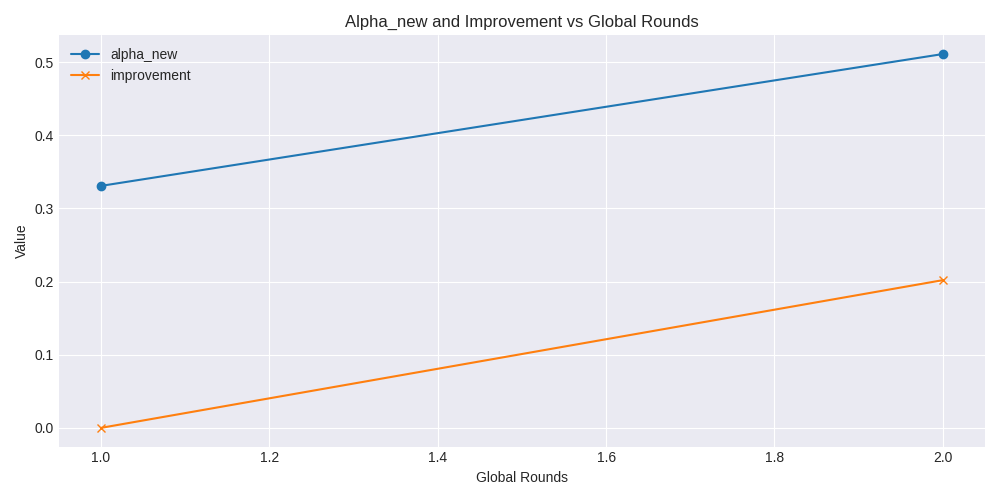 Alpha_new and Improvement vs Global Rounds
alpha_new
improvement
0.5
0.4
0.3
0.2
0.1
0.0
Value
1.0 1.2 1.4 1.6 1.8 2.0
Global Rounds